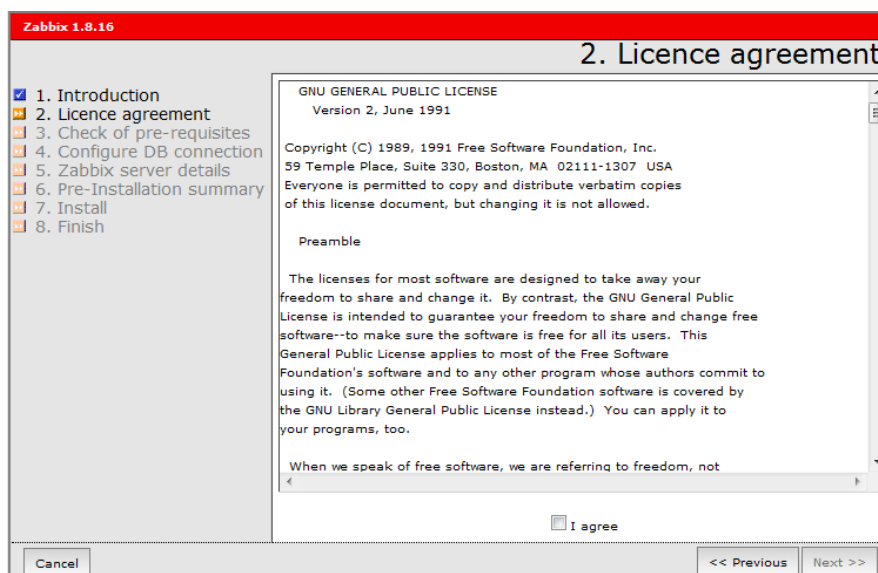 Zabbix 1.8.16
2. Licence agreement
1. Introduction
2. Licence agreement
3. Check of pre-requisites
4. Configure DB connection
5. Zabbix server details
6. Pre-Installation summary
7. Install
8. Finish
GNU GENERAL PUBLIC LICENSE
Version 2, June 1991
Copyright (C) 1989, 1991 Free Software Foundation, Inc.
59 Temple Place, Suite 330, Boston, MA  02111-1307  USA
Everyone is permitted to copy and distribute verbatim copies
of this license document, but changing it is not allowed.
Preamble
The licenses for most software are designed to take away your
freedom to share and change it.  By contrast, the GNU General Public
License is intended to guarantee your freedom to share and change free
software--to make sure the software is free for all its users.  This
General Public License applies to most of the Free Software
Foundation's software and to any other program whose authors commit to
using it.  (Some other Free Software Foundation software is covered by
the GNU Library General Public License instead.)  You can apply it to
your programs, too.
When we speak of free software, we are referring to freedom, not
I agree
Cancel
<< Previous
Next >>